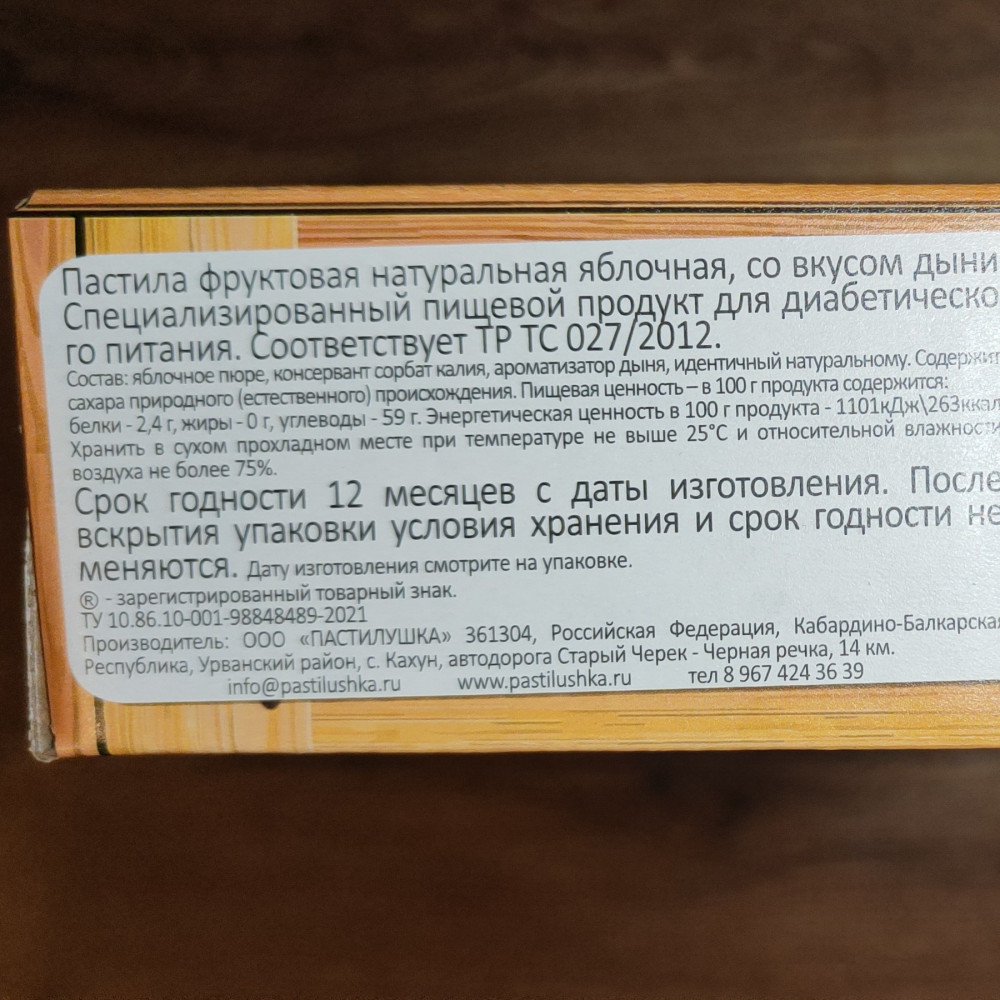 Пастила фруктовая натуральная яблочная, со вкусом дыни
Специализированный пищевой продукт для диабетическо
го питания. Соответствует ТР ТС 027/2012.
Состав: яблочное пюре, консервант сорбат калия, ароматизатор дыня, идентичный натуральному. Содержит
сахара природного (естественного) происхождения. Пищевая ценность – в 100 г продукта содержится:
белки - 2,4 г, жиры - 0 г, углеводы - 59 г. Энергетическая ценность в 100 г продукта - 1101кДж\263ккал
Хранить в сухом прохладном месте при температуре не выше 25°С и относительной влажности
воздуха не более 75%.
Срок годности 12 месяцев с даты изготовления. После
вскрытия упаковки условия хранения и срок годности не
меняются. Дату изготовления смотрите на упаковке.
® - зарегистрированный товарный знак.
ТУ 10.86.10-001-98848489-2021
Производитель: ООО «ПАСТИЛУШКА» 361304, Российская Федерация, Кабардино-Балкарская
Республика, Урванский район, с. Кахун, автодорога Старый Черек - Черная речка, 14 км.
info@pastilushka.ru www.pastilushka.ru тел 8 967 424 36 39